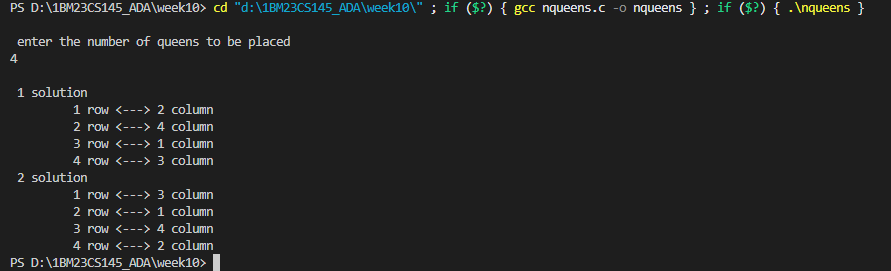 PS D:\1BM23CS145_ADA\week10> cd "d:\1BM23CS145_ADA\week10\" ; if ($?) { gcc nqueens.c -o nqueens } ; if ($?) { .\nqueens }
enter the number of queens to be placed
4
1 solution
1 row <---> 2 column
2 row <---> 4 column
3 row <---> 1 column
4 row <---> 3 column
2 solution
1 row <---> 3 column
2 row <---> 1 column
3 row <---> 4 column
4 row <---> 2 column
PS D:\1BM23CS145_ADA\week10>